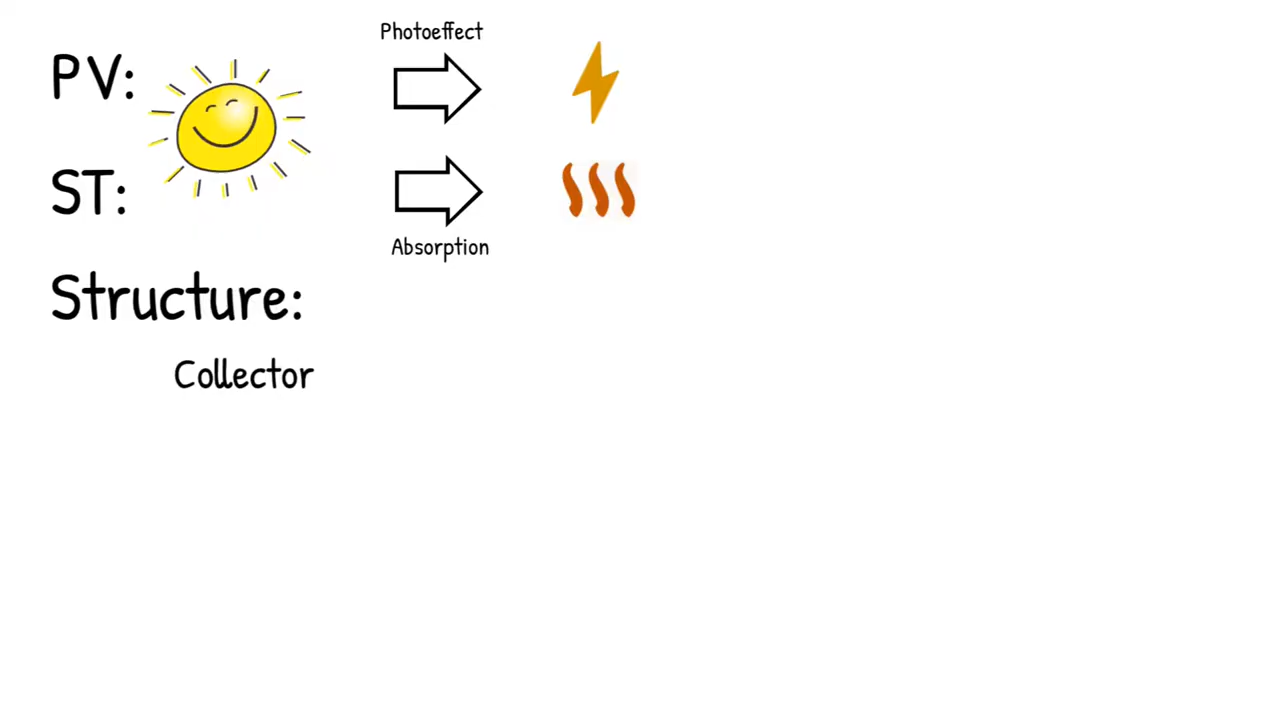 Photoeffect
PV:
ST:
Absorption
Structure:
Collector